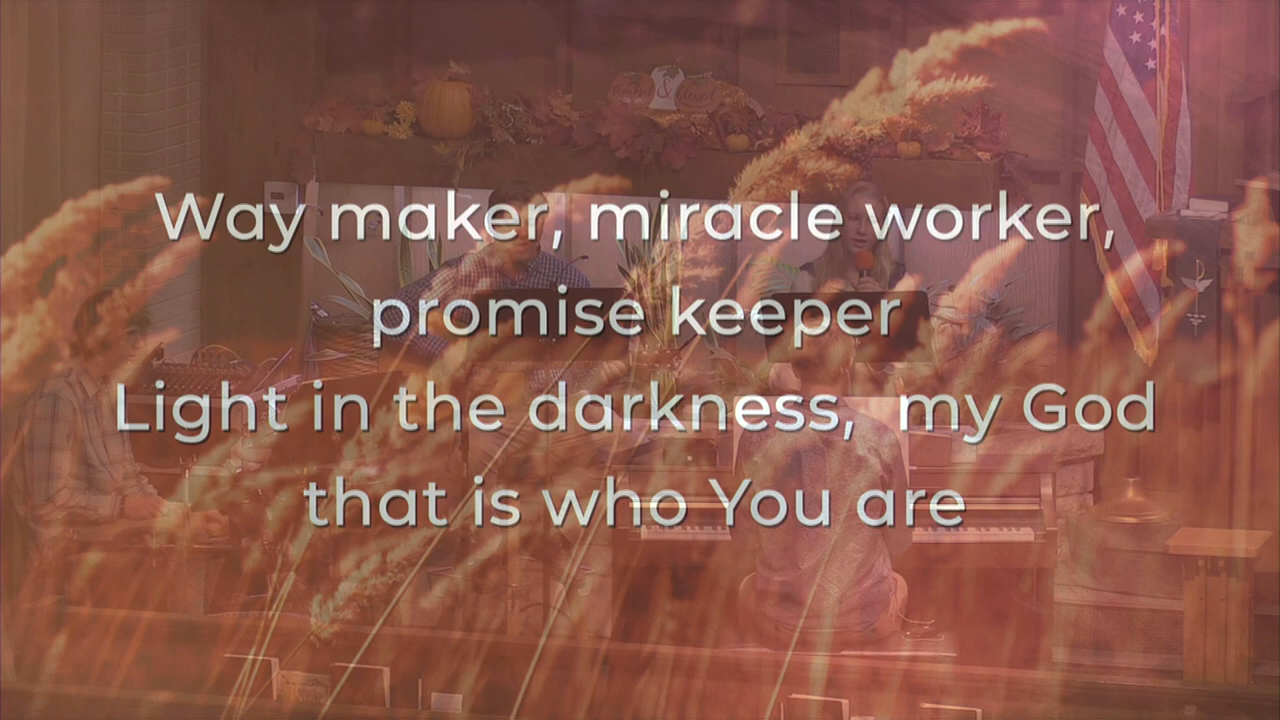 Way maker, miracle worker,
promise keeper
Light in the darkness, my God
that is who You are